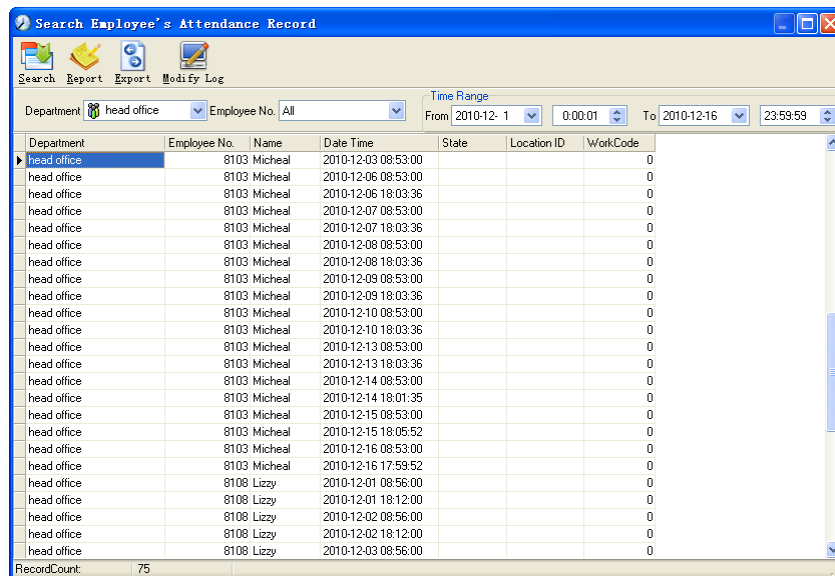 Search Employee's Attendance Record
Search Report Export Modify Log
Department head office Employee No. All
Time Range
From 2010-12- 1 0:00:01 To 2010-12-16 23:59:59
Department Employee No. Name Date Time State Location ID WorkCode
head office 8103 Micheal 2010-12-03 08:53:00 0
head office 8103 Micheal 2010-12-06 08:53:00 0
head office 8103 Micheal 2010-12-06 18:03:36 0
head office 8103 Micheal 2010-12-07 08:53:00 0
head office 8103 Micheal 2010-12-07 18:03:36 0
head office 8103 Micheal 2010-12-08 08:53:00 0
head office 8103 Micheal 2010-12-08 18:03:36 0
head office 8103 Micheal 2010-12-09 08:53:00 0
head office 8103 Micheal 2010-12-09 18:03:36 0
head office 8103 Micheal 2010-12-10 08:53:00 0
head office 8103 Micheal 2010-12-10 18:03:36 0
head office 8103 Micheal 2010-12-13 08:53:00 0
head office 8103 Micheal 2010-12-13 18:03:36 0
head office 8103 Micheal 2010-12-14 08:53:00 0
head office 8103 Micheal 2010-12-14 18:01:35 0
head office 8103 Micheal 2010-12-15 08:53:00 0
head office 8103 Micheal 2010-12-15 18:05:52 0
head office 8103 Micheal 2010-12-16 08:53:00 0
head office 8103 Micheal 2010-12-16 17:59:52 0
head office 8108 Lizzy 2010-12-01 08:56:00 0
head office 8108 Lizzy 2010-12-01 18:12:00 0
head office 8108 Lizzy 2010-12-02 08:56:00 0
head office 8108 Lizzy 2010-12-02 18:12:00 0
head office 8108 Lizzy 2010-12-03 08:56:00 0
RecordCount: 75